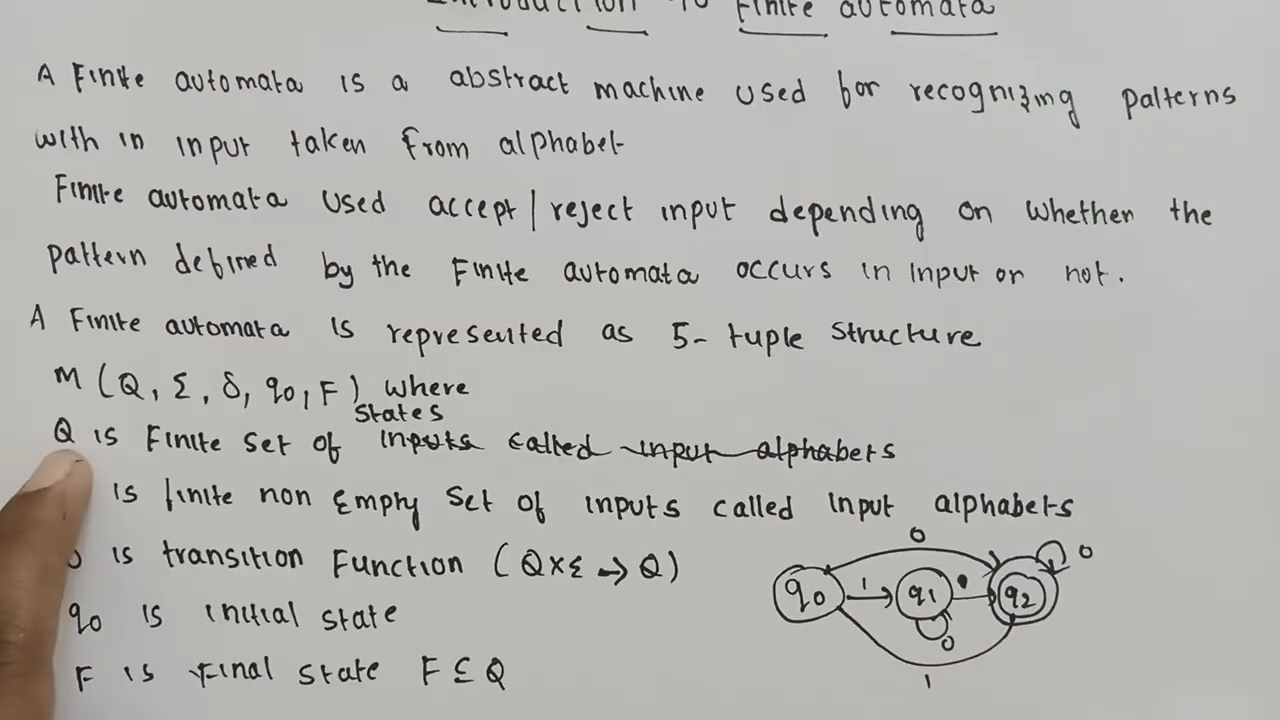 Introduction to Finite automata
A Finite automata is a abstract machine used for recognizing patterns
with in input taken from alphabet
Finite automata used accept/reject input depending on whether the
pattern defined by the Finite automata occurs in input or not.
A Finite automata is represented as 5-tuple structure
M (Q, Σ, δ, q0, F) where
states
Q is Finite set of inputs called input alphabets
is finite non empty set of inputs called input alphabets
is transition Function (Q×Σ → Q)
q0 is initial state
F is Final state F ⊆ Q
0
0
q0 1 q1 q2
0
1